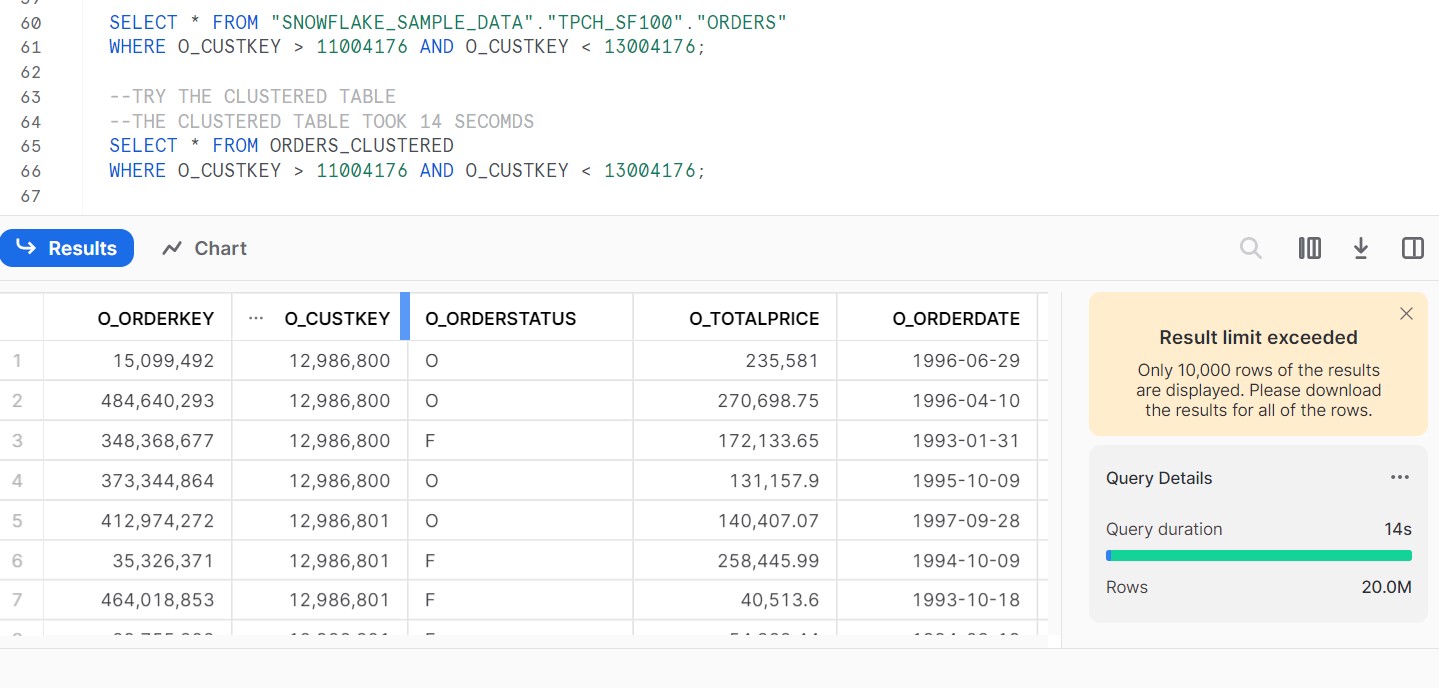 60 SELECT * FROM "SNOWFLAKE_SAMPLE_DATA"."TPCH_SF100"."ORDERS"
61 WHERE O_CUSTKEY > 11004176 AND O_CUSTKEY < 13004176;
62
63 --TRY THE CLUSTERED TABLE
64 --THE CLUSTERED TABLE TOOK 14 SECOMDS
65 SELECT * FROM ORDERS_CLUSTERED
66 WHERE O_CUSTKEY > 11004176 AND O_CUSTKEY < 13004176;
67
Results Chart
O_ORDERKEY ... O_CUSTKEY O_ORDERSTATUS O_TOTALPRICE O_ORDERDATE
1 15,099,492 12,986,800 O 235,581 1996-06-29
2 484,640,293 12,986,800 O 270,698.75 1996-04-10
3 348,368,677 12,986,800 F 172,133.65 1993-01-31
4 373,344,864 12,986,800 O 131,157.9 1995-10-09
5 412,974,272 12,986,801 O 140,407.07 1997-09-28
6 35,326,371 12,986,801 F 258,445.99 1994-10-09
7 464,018,853 12,986,801 F 40,513.6 1993-10-18
Result limit exceeded
Only 10,000 rows of the results
are displayed. Please download
the results for all of the rows.
Query Details ...
Query duration 14s
Rows 20.0M